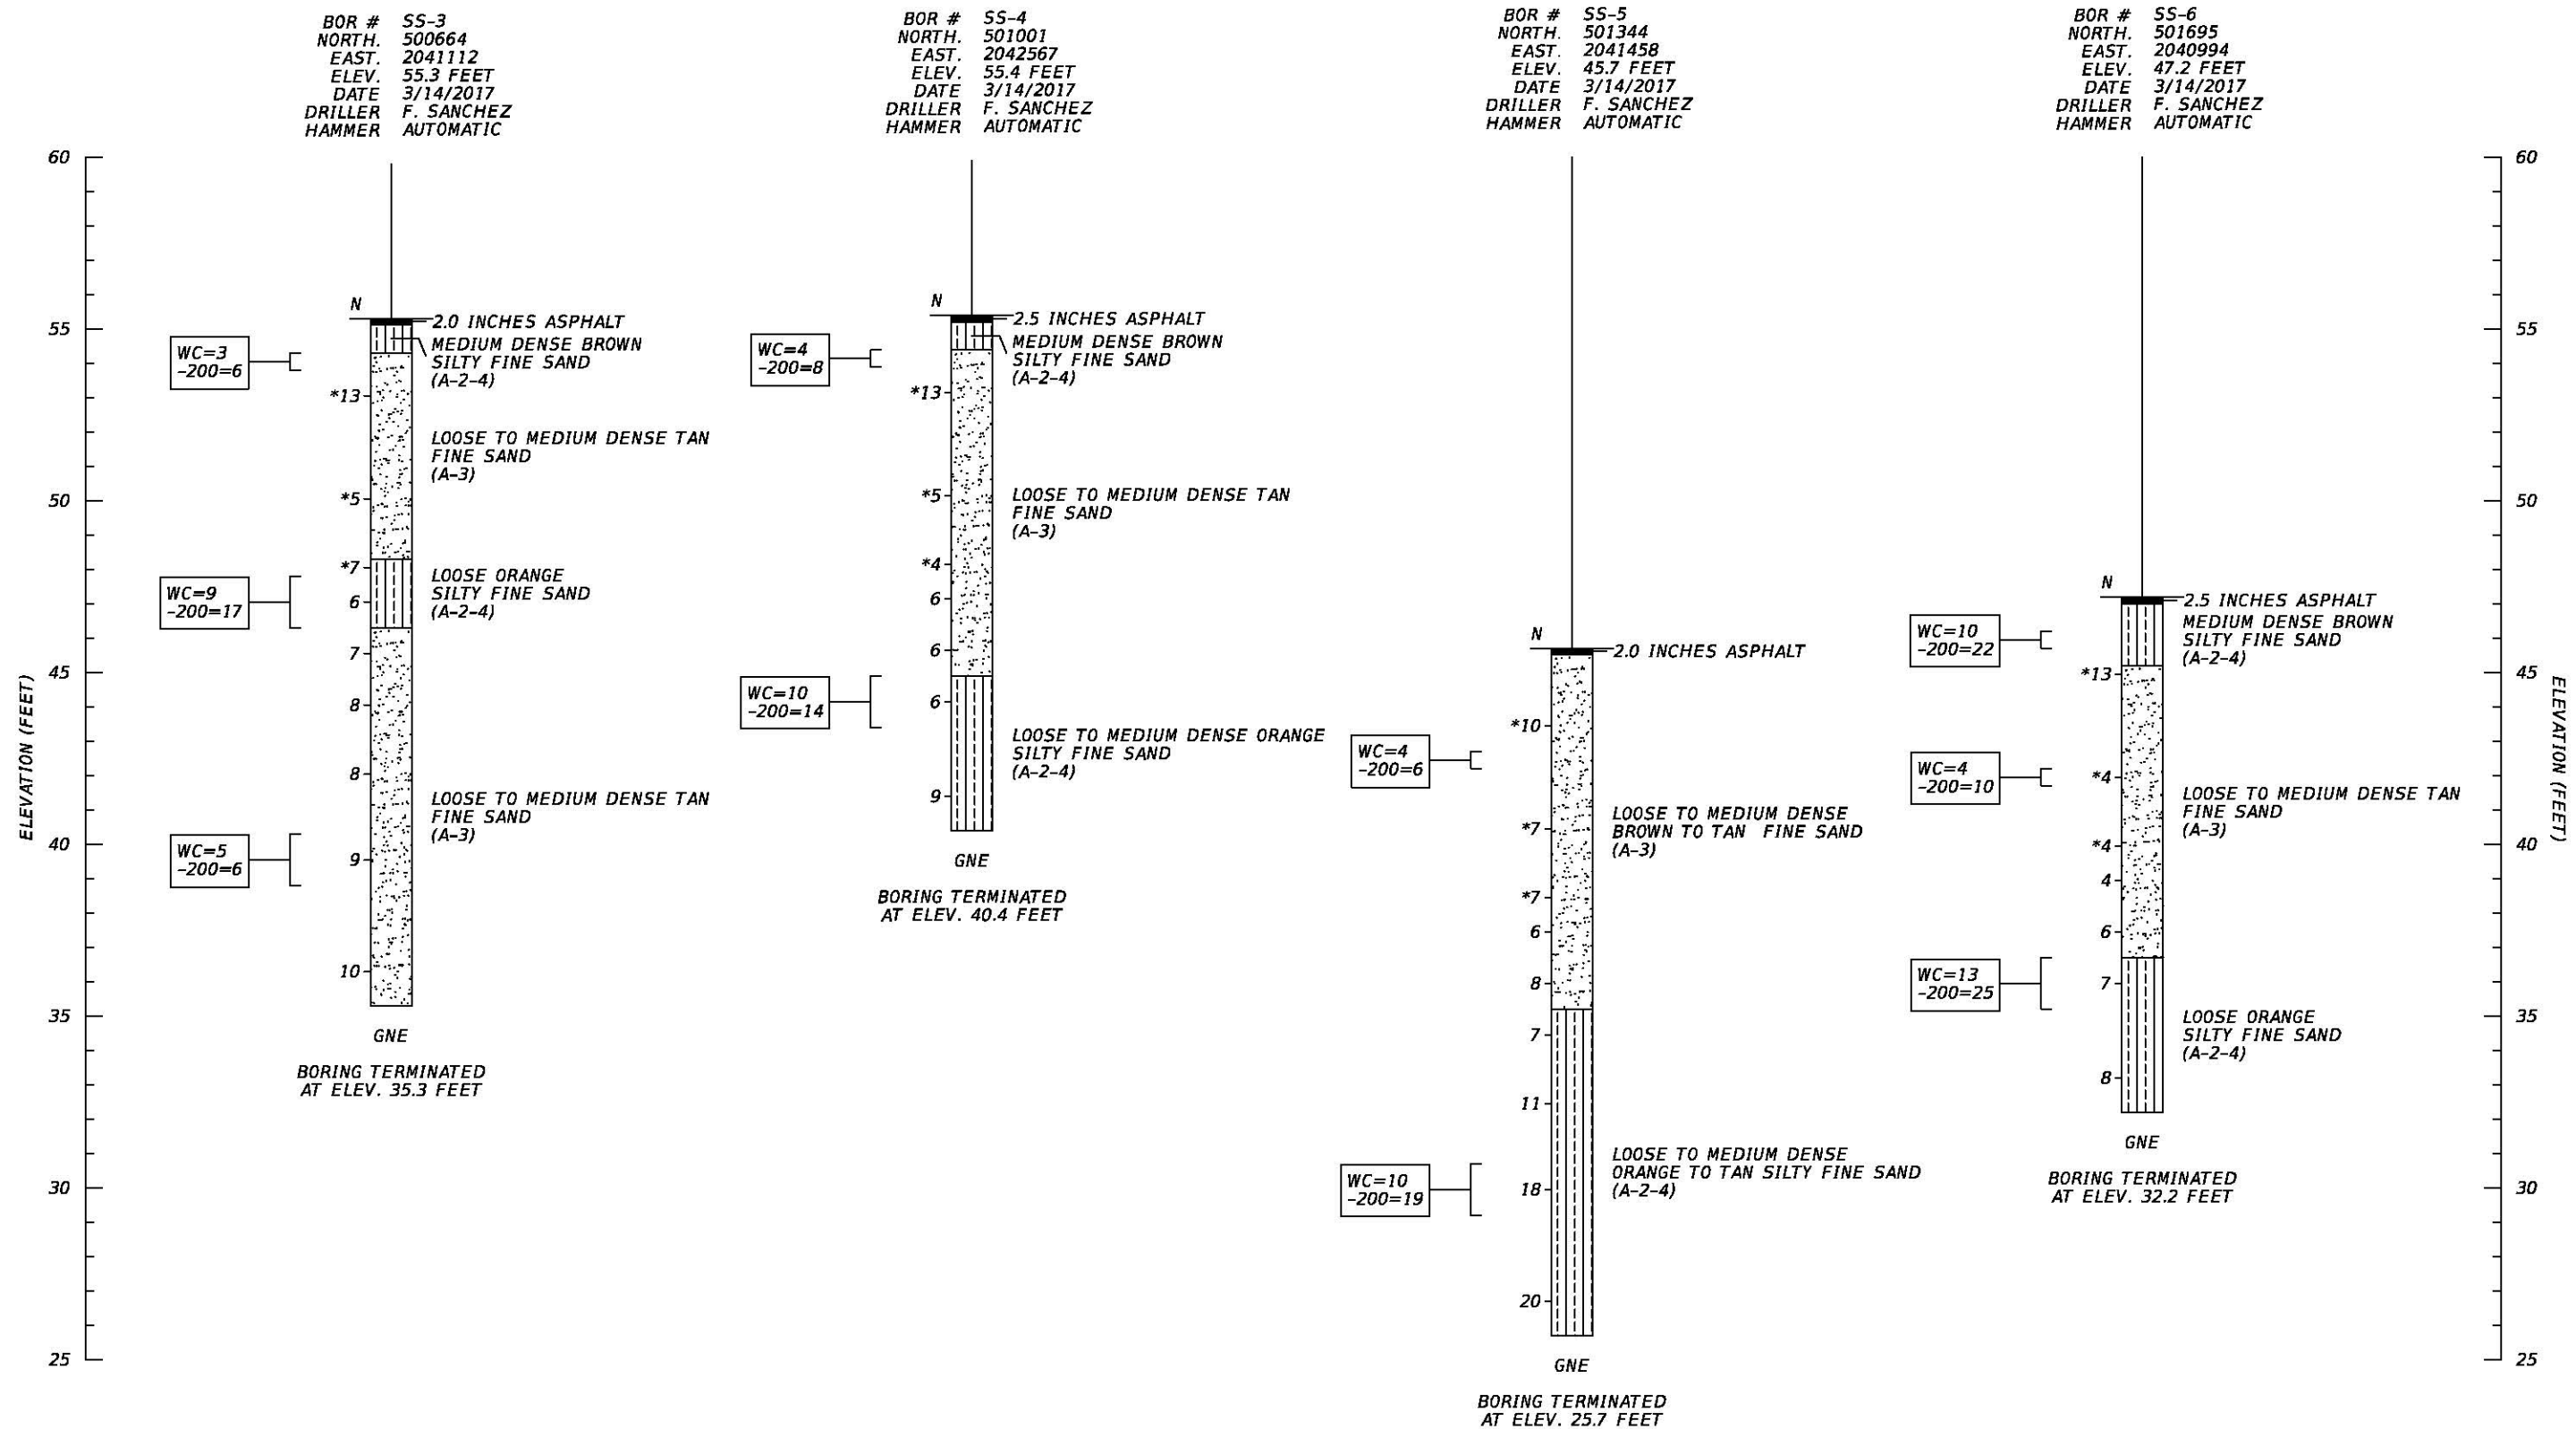 BOR # SS-3
NORTH. 500664
EAST. 2041112
ELEV. 55.3 FEET
DATE 3/14/2017
DRILLER F. SANCHEZ
HAMMER AUTOMATIC
BOR # SS-4
NORTH. 501001
EAST. 2042567
ELEV. 55.4 FEET
DATE 3/14/2017
DRILLER F. SANCHEZ
HAMMER AUTOMATIC
BOR # SS-5
NORTH. 501344
EAST. 2041458
ELEV. 45.7 FEET
DATE 3/14/2017
DRILLER F. SANCHEZ
HAMMER AUTOMATIC
BOR # SS-6
NORTH. 501695
EAST. 2040994
ELEV. 47.2 FEET
DATE 3/14/2017
DRILLER F. SANCHEZ
HAMMER AUTOMATIC
ELEVATION (FEET)
60
55
50
45
40
35
30
25
N
2.0 INCHES ASPHALT
MEDIUM DENSE BROWN
SILTY FINE SAND
(A-2-4)
WC=3
-200=6
*13
LOOSE TO MEDIUM DENSE TAN
FINE SAND
(A-3)
*5
*7
LOOSE ORANGE
SILTY FINE SAND
(A-2-4)
WC=9
-200=17
6
7
8
8
LOOSE TO MEDIUM DENSE TAN
FINE SAND
(A-3)
WC=5
-200=6
9
10
GNE
BORING TERMINATED
AT ELEV. 35.3 FEET
N
2.5 INCHES ASPHALT
MEDIUM DENSE BROWN
SILTY FINE SAND
(A-2-4)
WC=4
-200=8
*13
*5
LOOSE TO MEDIUM DENSE TAN
FINE SAND
(A-3)
*4
6
6
WC=10
-200=14
6
LOOSE TO MEDIUM DENSE ORANGE
SILTY FINE SAND
(A-2-4)
9
GNE
BORING TERMINATED
AT ELEV. 40.4 FEET
N
2.0 INCHES ASPHALT
*10
WC=4
-200=6
LOOSE TO MEDIUM DENSE
BROWN TO TAN FINE SAND
(A-3)
*7
*7
6
8
7
11
LOOSE TO MEDIUM DENSE
ORANGE TO TAN SILTY FINE SAND
(A-2-4)
WC=10
-200=19
18
20
GNE
BORING TERMINATED
AT ELEV. 25.7 FEET
N
2.5 INCHES ASPHALT
MEDIUM DENSE BROWN
SILTY FINE SAND
(A-2-4)
WC=10
-200=22
*13
WC=4
-200=10
*4
LOOSE TO MEDIUM DENSE TAN
FINE SAND
(A-3)
*4
4
6
WC=13
-200=25
7
LOOSE ORANGE
SILTY FINE SAND
(A-2-4)
8
GNE
BORING TERMINATED
AT ELEV. 32.2 FEET
60
55
50
45
40
35
30
25
ELEVATION (FEET)